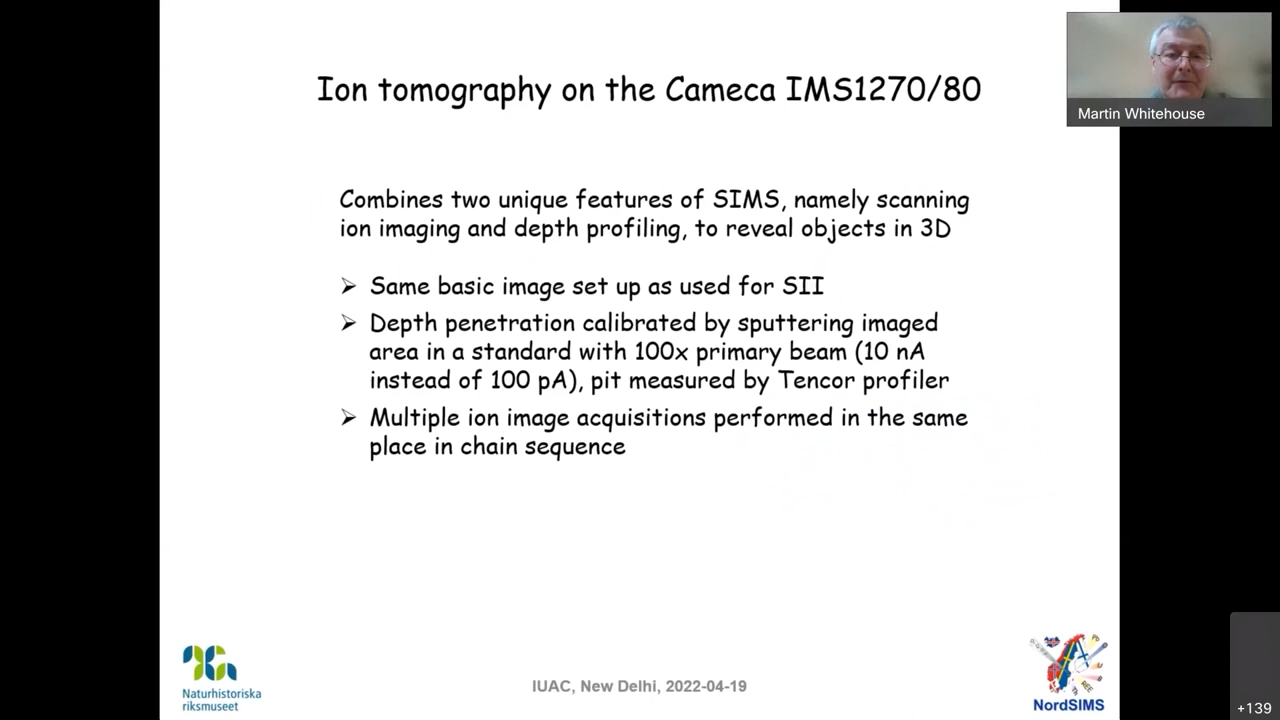 Ion tomography on the Cameca IMS1270/80
Martin Whitehouse
Combines two unique features of SIMS, namely scanning
ion imaging and depth profiling, to reveal objects in 3D
➢ Same basic image set up as used for SII
➢ Depth penetration calibrated by sputtering imaged
area in a standard with 100x primary beam (10 nA
instead of 100 pA), pit measured by Tencor profiler
➢ Multiple ion image acquisitions performed in the same
place in chain sequence
Naturhistoriska
riksmuseet
IUAC, New Delhi, 2022-04-19
NordSIMS
+139